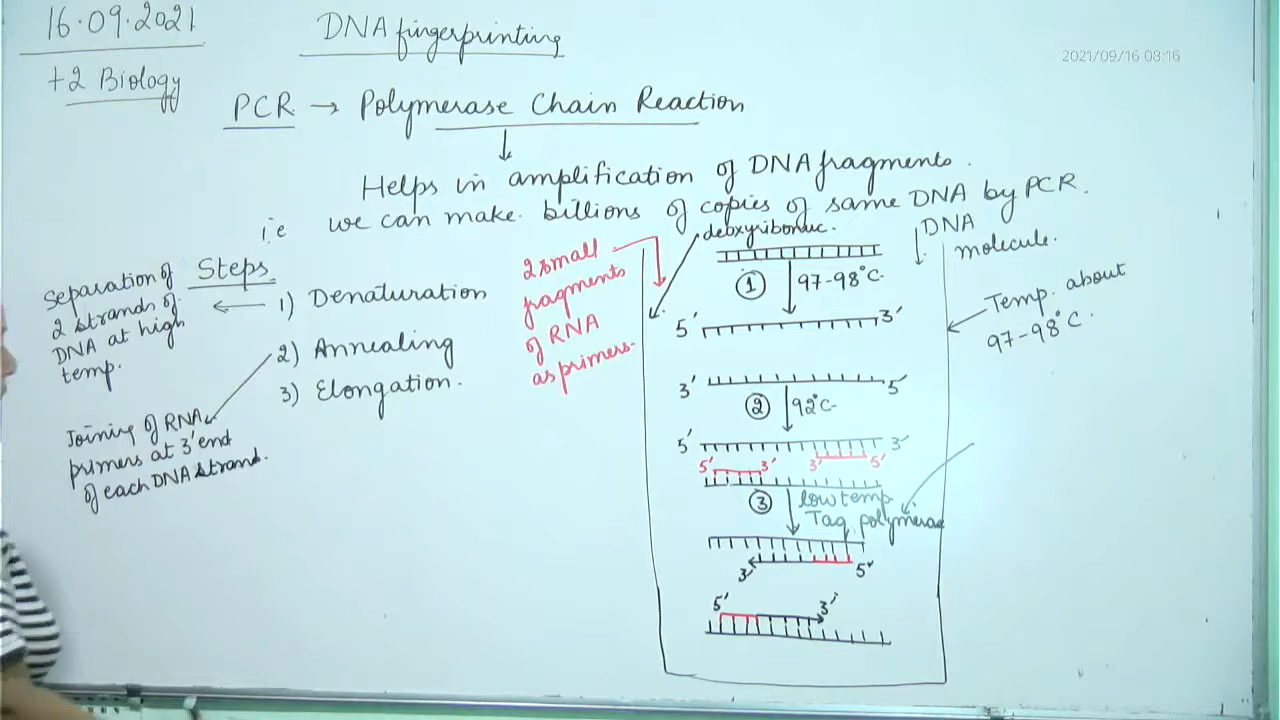 16.09.2021
+2 Biology
DNA fingerprinting
2021/09/16 08:16
PCR → Polymerase Chain Reaction
Helps in amplification of DNA fragments.
i.e we can make billions of copies of same DNA by PCR.
Steps
1) Denaturation
2) Annealing
3) Elongation.
Separation of
2 strands of
DNA at high
temp.
Joining of RNA
primers at 3' end
of each DNA strand.
2 small
fragments
of RNA
as primers.
deoxyribonuc.
DNA
molecule.
Temp. about
97-98°C.
1 97-98°C
5' 3'
3' 5'
2 92°C
5' 3'
5' 3' 3' 5'
3 low temp.
Taq polymerase
3' 5'
5' 3'